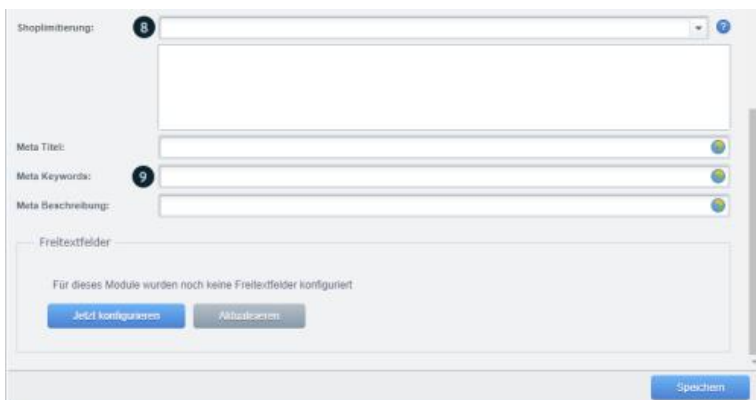 Shoplimitierung: 8 ?
Meta Titel:
Meta Keywords: 9
Meta Beschreibung:
Freitextfelder
Für dieses Module wurden noch keine Freitextfelder konfiguriert
Jetzt konfigurieren Aktualisieren
Speichern